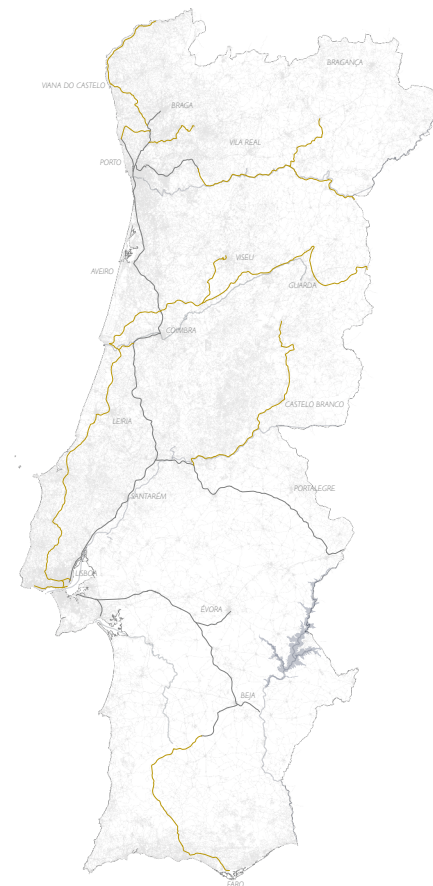 BRAGANÇA
VIANA DO CASTELO
BRAGA
VILA REAL
PORTO
VISEU
AVEIRO
GUARDA
COIMBRA
CASTELO BRANCO
LEIRIA
PORTALEGRE
SANTARÉM
LISBOA
ÉVORA
BEJA
FARO